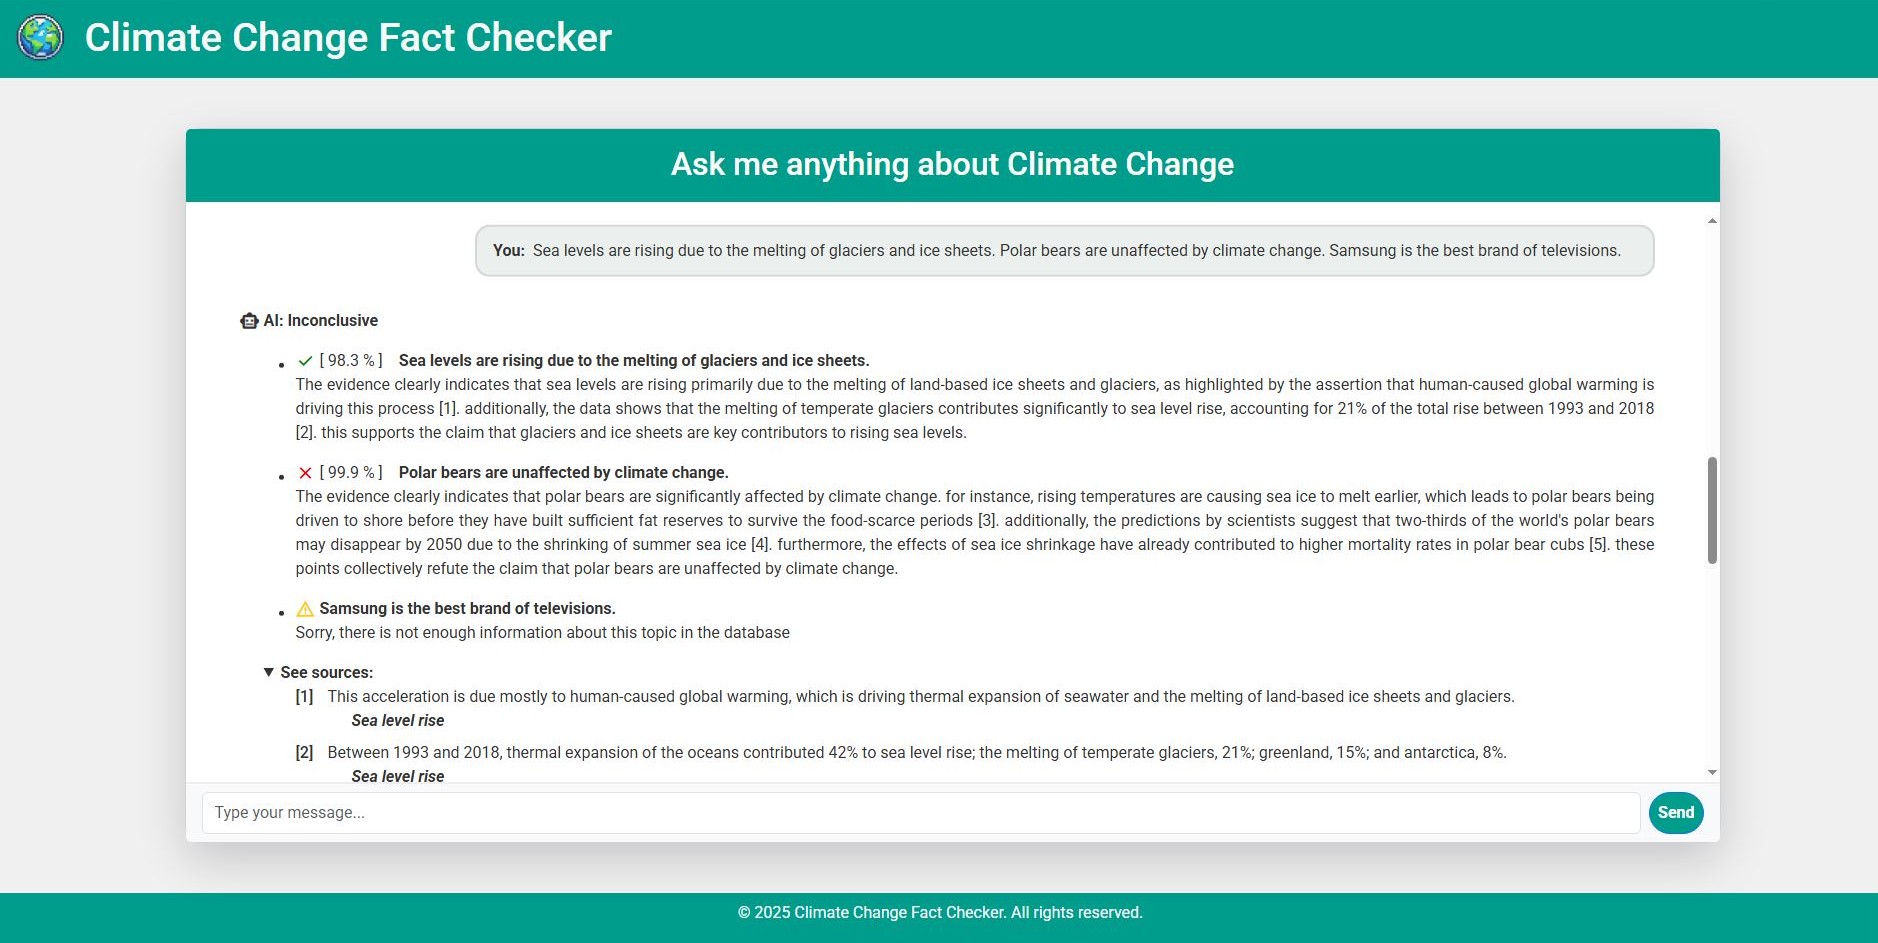 Climate Change Fact Checker
Ask me anything about Climate Change
You: Sea levels are rising due to the melting of glaciers and ice sheets. Polar bears are unaffected by climate change. Samsung is the best brand of televisions.
AI: Inconclusive
[ 98.3 % ] Sea levels are rising due to the melting of glaciers and ice sheets.
The evidence clearly indicates that sea levels are rising primarily due to the melting of land-based ice sheets and glaciers, as highlighted by the assertion that human-caused global warming is
driving this process [1]. additionally, the data shows that the melting of temperate glaciers contributes significantly to sea level rise, accounting for 21% of the total rise between 1993 and 2018
[2]. this supports the claim that glaciers and ice sheets are key contributors to rising sea levels.
[ 99.9 % ] Polar bears are unaffected by climate change.
The evidence clearly indicates that polar bears are significantly affected by climate change. for instance, rising temperatures are causing sea ice to melt earlier, which leads to polar bears being
driven to shore before they have built sufficient fat reserves to survive the food-scarce periods [3]. additionally, the predictions by scientists suggest that two-thirds of the world's polar bears
may disappear by 2050 due to the shrinking of summer sea ice [4]. furthermore, the effects of sea ice shrinkage have already contributed to higher mortality rates in polar bear cubs [5]. these
points collectively refute the claim that polar bears are unaffected by climate change.
Samsung is the best brand of televisions.
Sorry, there is not enough information about this topic in the database
See sources:
[1] This acceleration is due mostly to human-caused global warming, which is driving thermal expansion of seawater and the melting of land-based ice sheets and glaciers.
Sea level rise
[2] Between 1993 and 2018, thermal expansion of the oceans contributed 42% to sea level rise; the melting of temperate glaciers, 21%; greenland, 15%; and antarctica, 8%.
Sea level rise
Type your message...
Send
© 2025 Climate Change Fact Checker. All rights reserved.